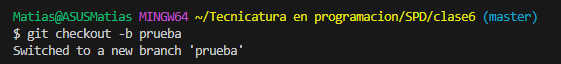 Matias@ASUSMatias MINGW64 ~/Tecnicatura en programacion/SPD/clase6 (master)
$ git checkout -b prueba
Switched to a new branch 'prueba'